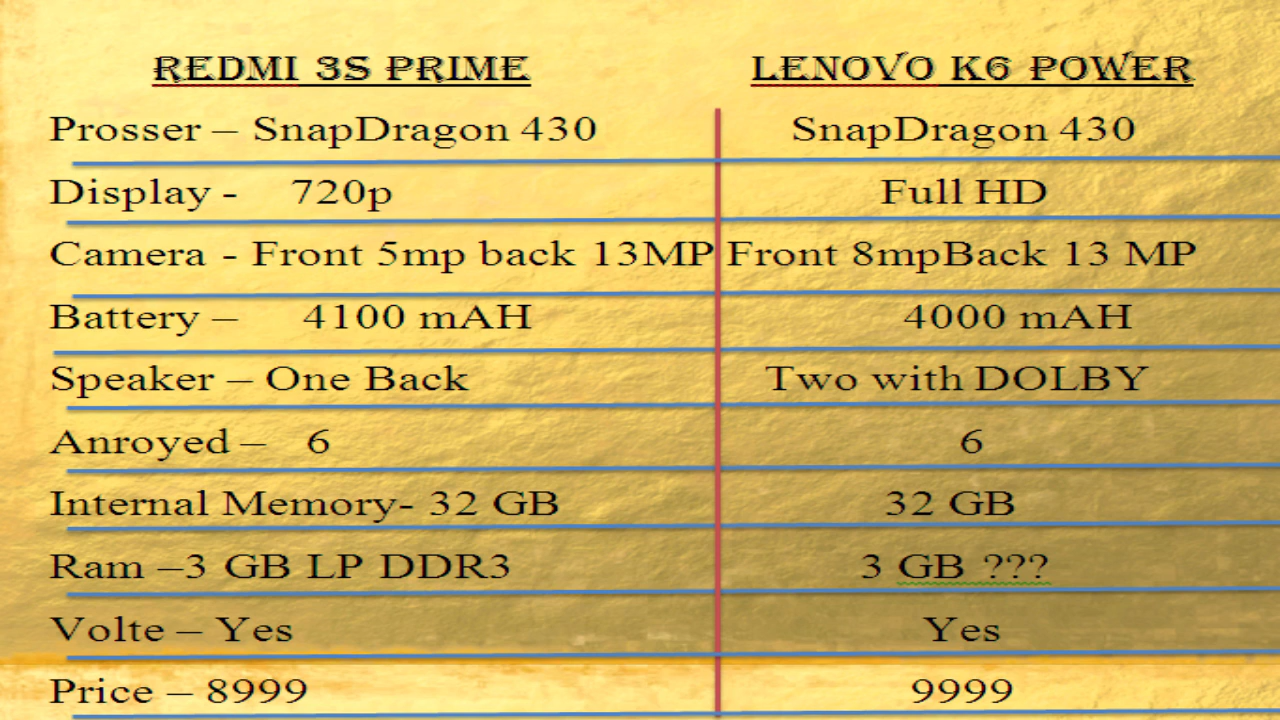 REDMI 3S PRIME LENOVO K6 POWER
Prosser – SnapDragon 430 SnapDragon 430
Display - 720p Full HD
Camera - Front 5mp back 13MP Front 8mpBack 13 MP
Battery – 4100 mAH 4000 mAH
Speaker – One Back Two with DOLBY
Anroyed – 6 6
Internal Memory- 32 GB 32 GB
Ram –3 GB LP DDR3 3 GB ???
Volte – Yes Yes
Price – 8999 9999